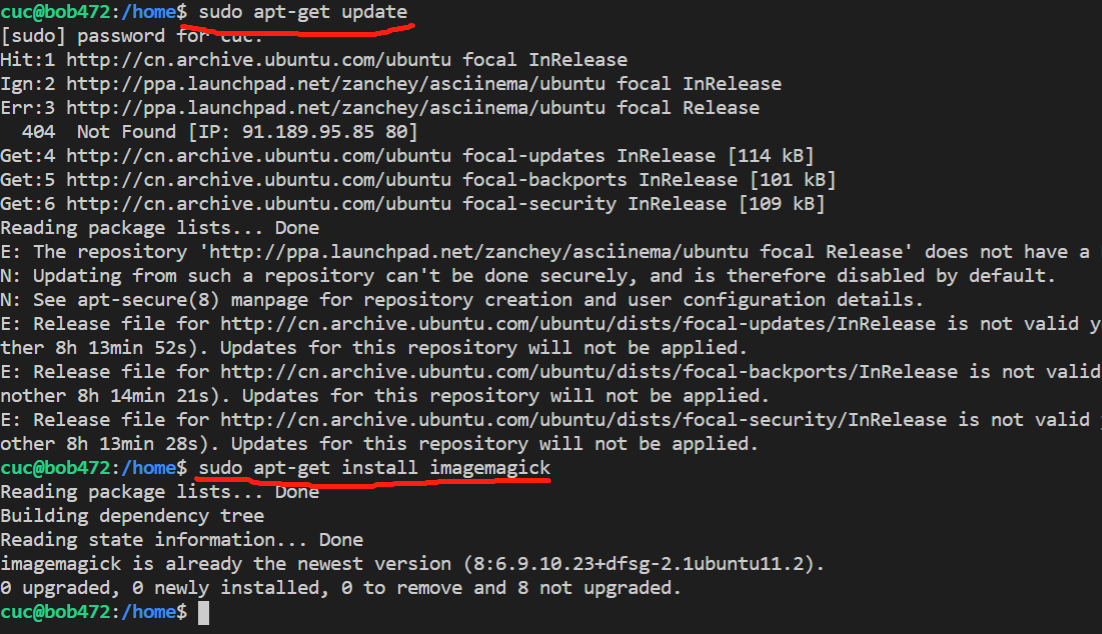 cuc@bob472:/home$ sudo apt-get update
[sudo] password for cuc:
Hit:1 http://cn.archive.ubuntu.com/ubuntu focal InRelease
Ign:2 http://ppa.launchpad.net/zanchey/asciinema/ubuntu focal InRelease
Err:3 http://ppa.launchpad.net/zanchey/asciinema/ubuntu focal Release
  404  Not Found [IP: 91.189.95.85 80]
Get:4 http://cn.archive.ubuntu.com/ubuntu focal-updates InRelease [114 kB]
Get:5 http://cn.archive.ubuntu.com/ubuntu focal-backports InRelease [101 kB]
Get:6 http://cn.archive.ubuntu.com/ubuntu focal-security InRelease [109 kB]
Reading package lists... Done
E: The repository 'http://ppa.launchpad.net/zanchey/asciinema/ubuntu focal Release' does not have a
N: Updating from such a repository can't be done securely, and is therefore disabled by default.
N: See apt-secure(8) manpage for repository creation and user configuration details.
E: Release file for http://cn.archive.ubuntu.com/ubuntu/dists/focal-updates/InRelease is not valid y
ther 8h 13min 52s). Updates for this repository will not be applied.
E: Release file for http://cn.archive.ubuntu.com/ubuntu/dists/focal-backports/InRelease is not valid
nother 8h 14min 21s). Updates for this repository will not be applied.
E: Release file for http://cn.archive.ubuntu.com/ubuntu/dists/focal-security/InRelease is not valid
other 8h 13min 28s). Updates for this repository will not be applied.
cuc@bob472:/home$ sudo apt-get install imagemagick
Reading package lists... Done
Building dependency tree
Reading state information... Done
imagemagick is already the newest version (8:6.9.10.23+dfsg-2.1ubuntu11.2).
0 upgraded, 0 newly installed, 0 to remove and 8 not upgraded.
cuc@bob472:/home$